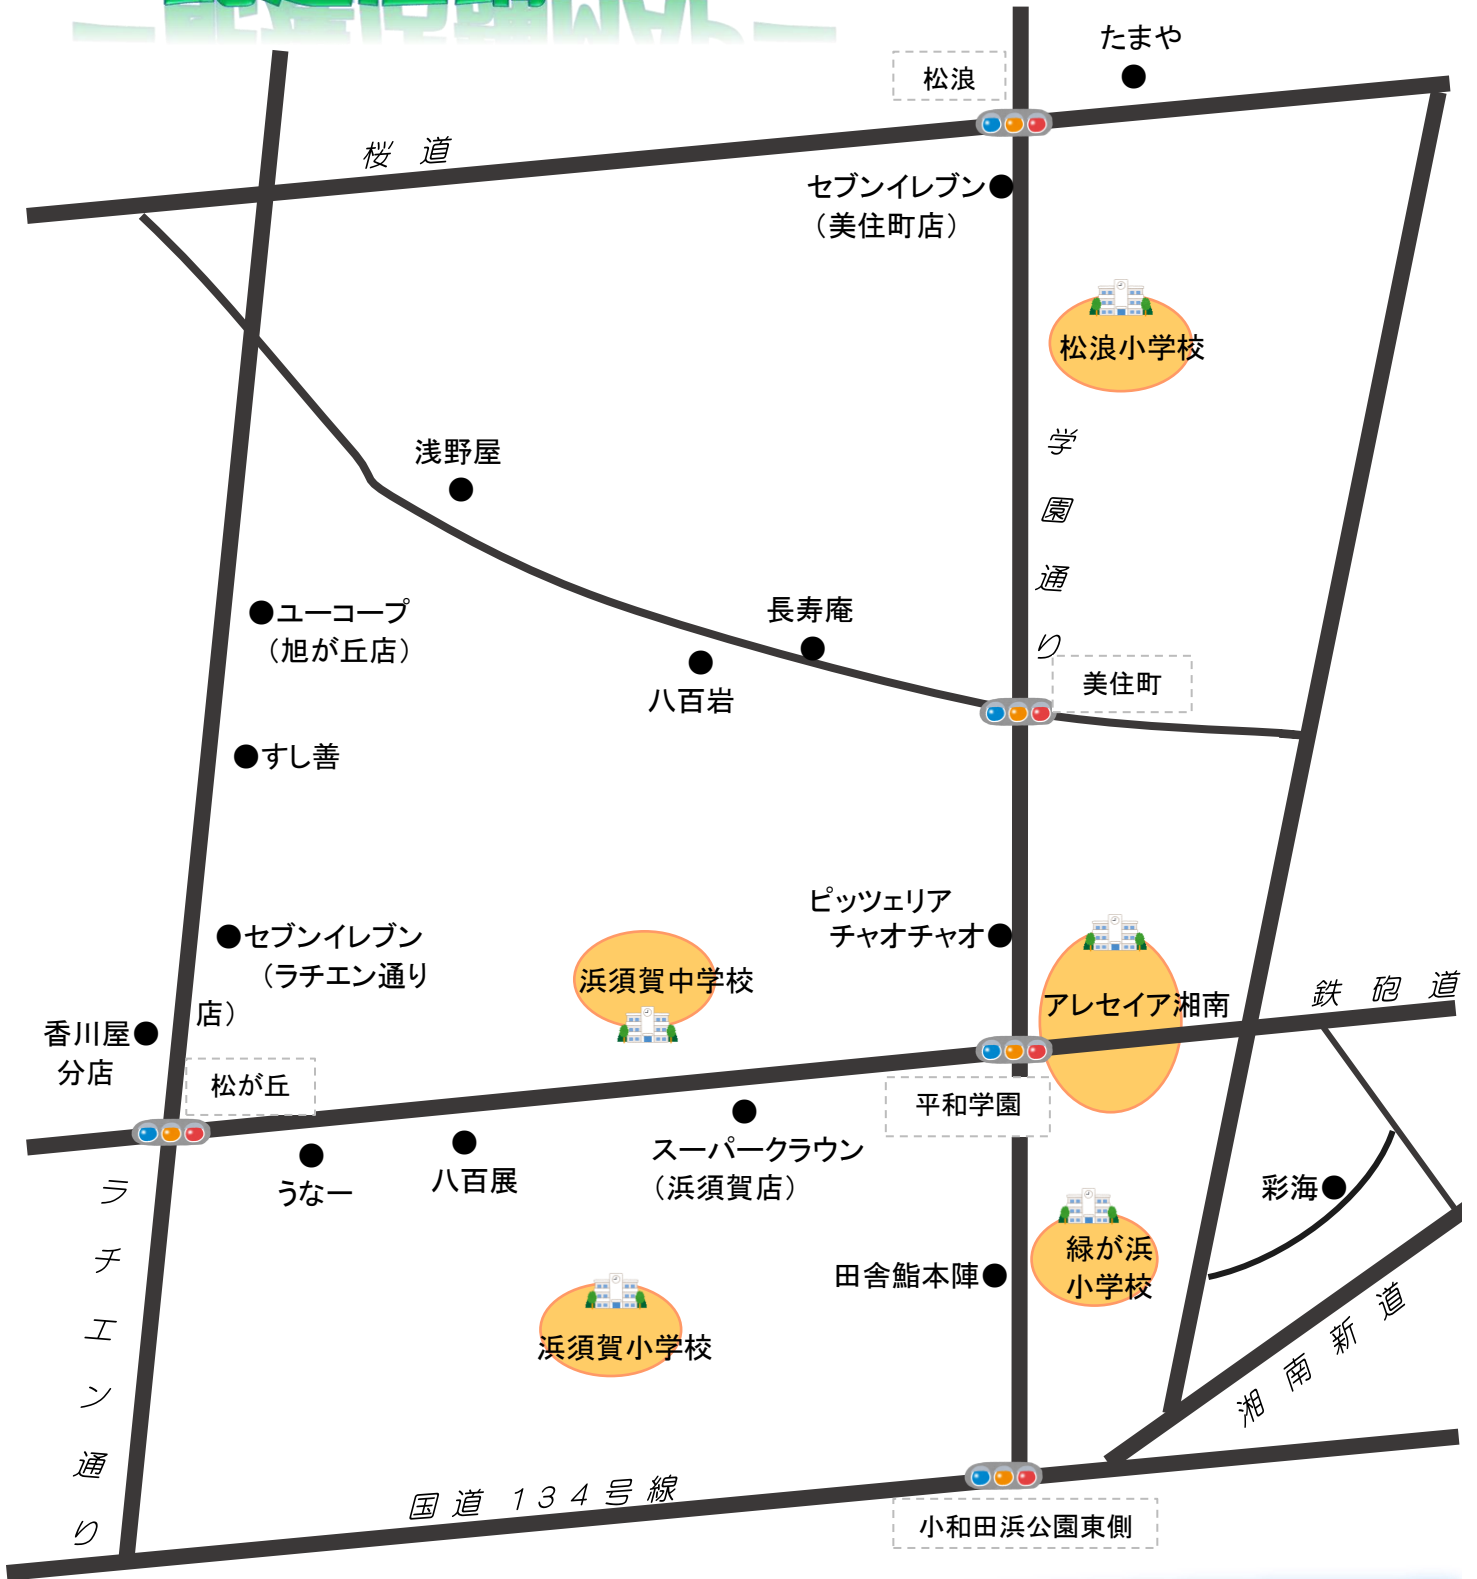 たまや
松浪
桜道
セブンイレブン
（美住町店）
松浪小学校
学園通り
浅野屋
ユーコープ
（旭が丘店）
長寿庵
八百岩
美住町
すし善
ピッツェリア
チャオチャオ
セブンイレブン
（ラチエン通り
店）
浜須賀中学校
アレセイア湘南
鉄砲道
香川屋
分店
松が丘
平和学園
うなー
八百展
スーパークラウン
（浜須賀店）
彩海
ラチエン通り
緑が浜
小学校
田舎鮨本陣
浜須賀小学校
湘南新道
国道134号線
小和田浜公園東側